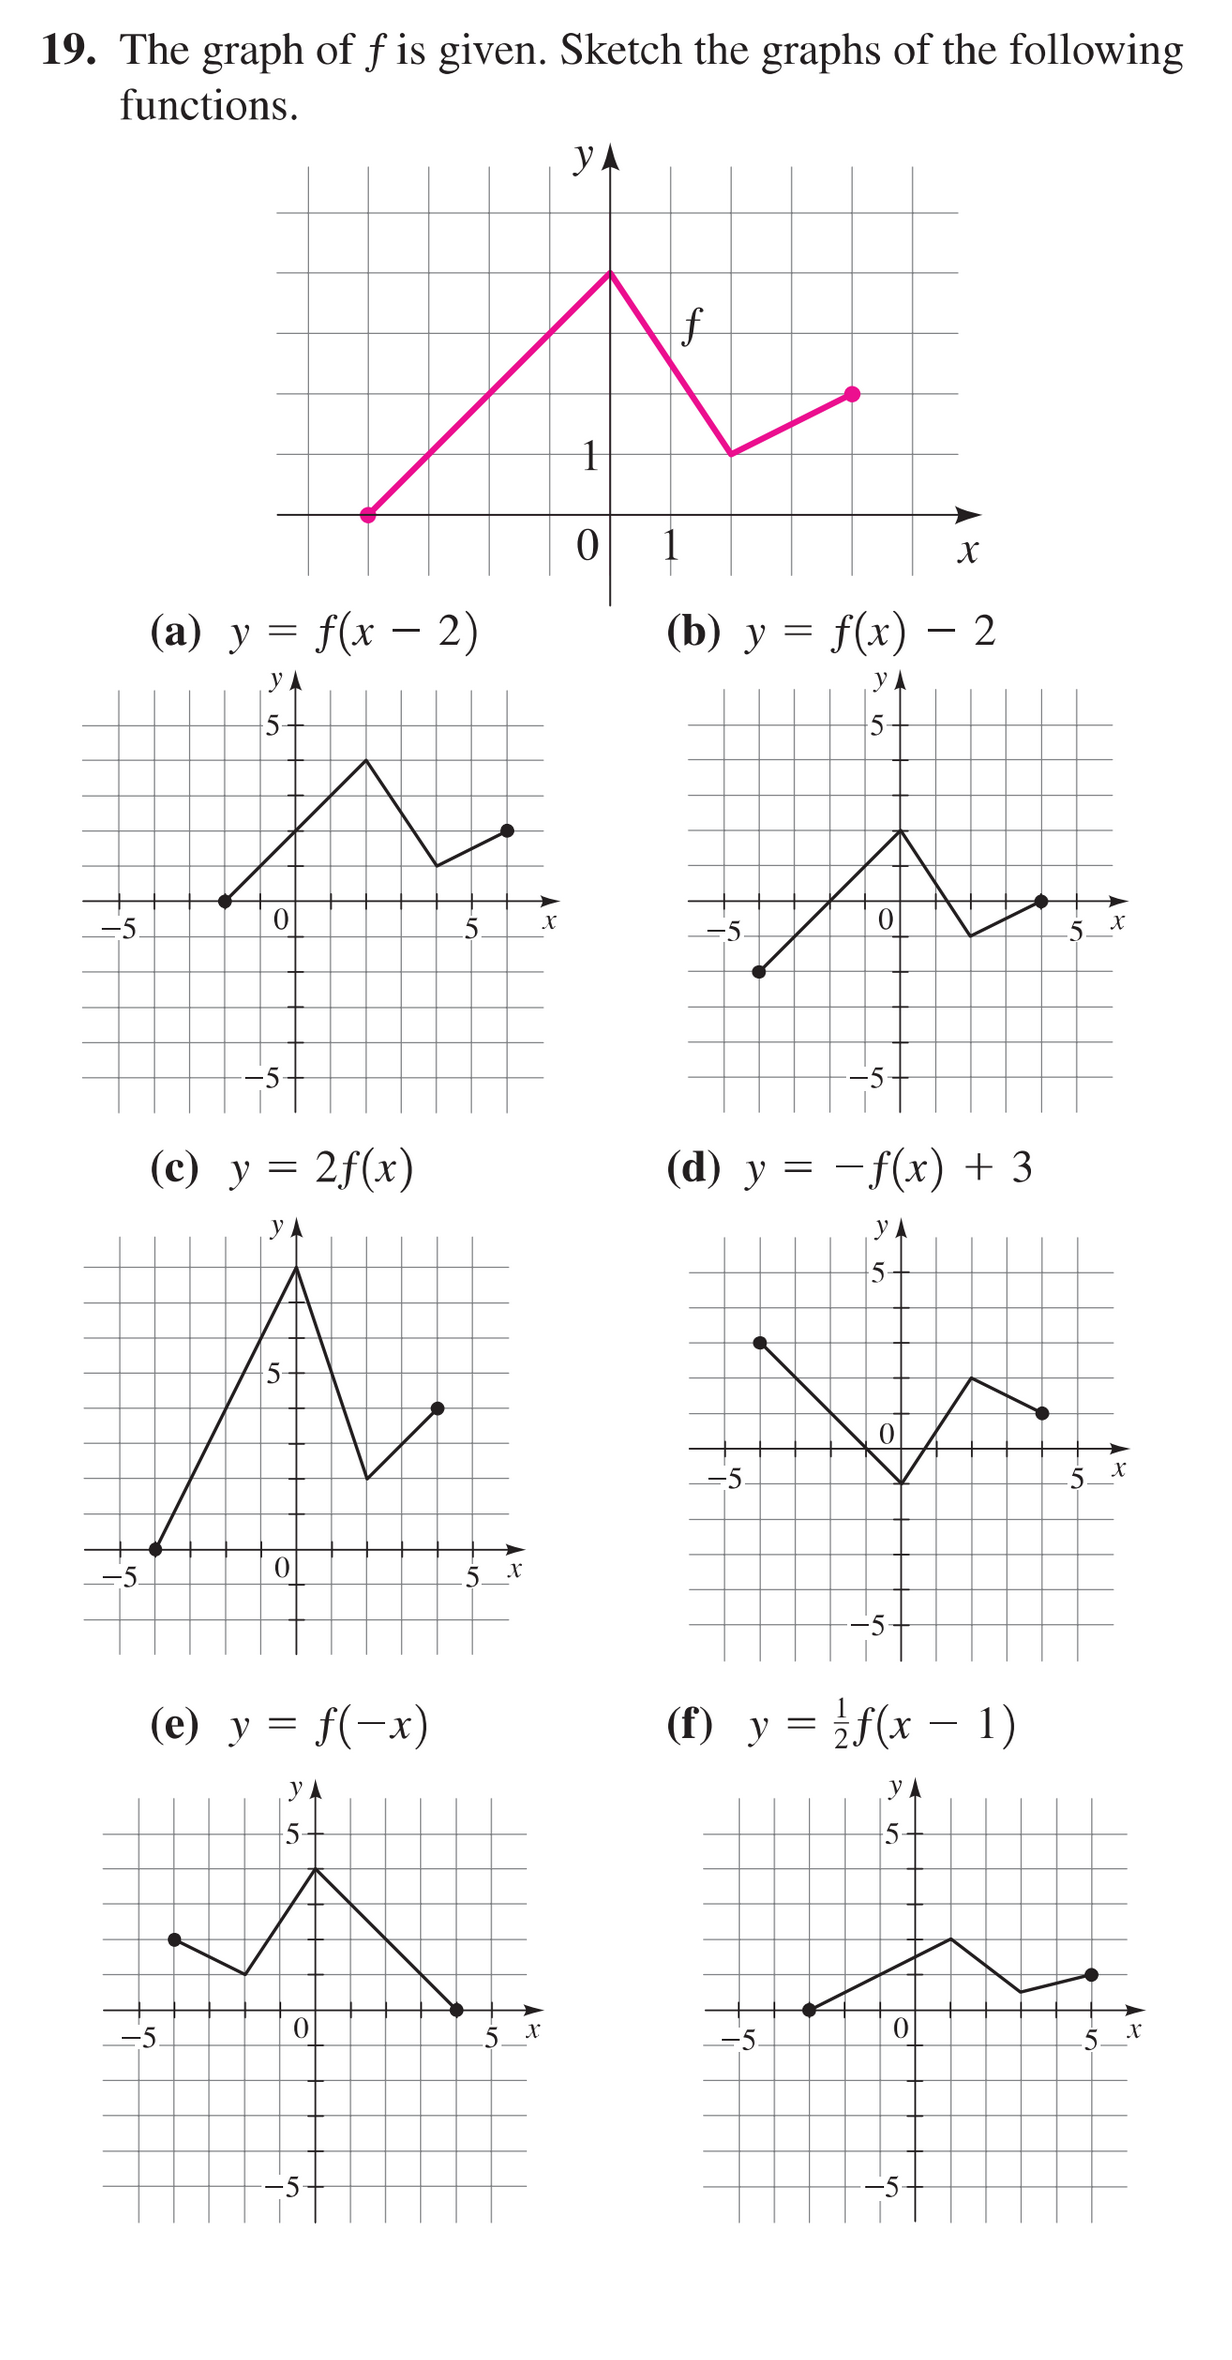 19. The graph of f is given. Sketch the graphs of the following
functions.
y
f
1
0 1 x
(a) y = f(x − 2) (b) y = f(x) − 2
y y
5 5
−5 0 5 x −5 0 5 x
−5 −5
(c) y = 2f(x) (d) y = −f(x) + 3
y y
5 5
−5 0 5 x −5 0 5 x
−5
(e) y = f(−x) (f) y = ½f(x − 1)
y y
5 5
−5 0 5 x −5 0 5 x
−5 −5